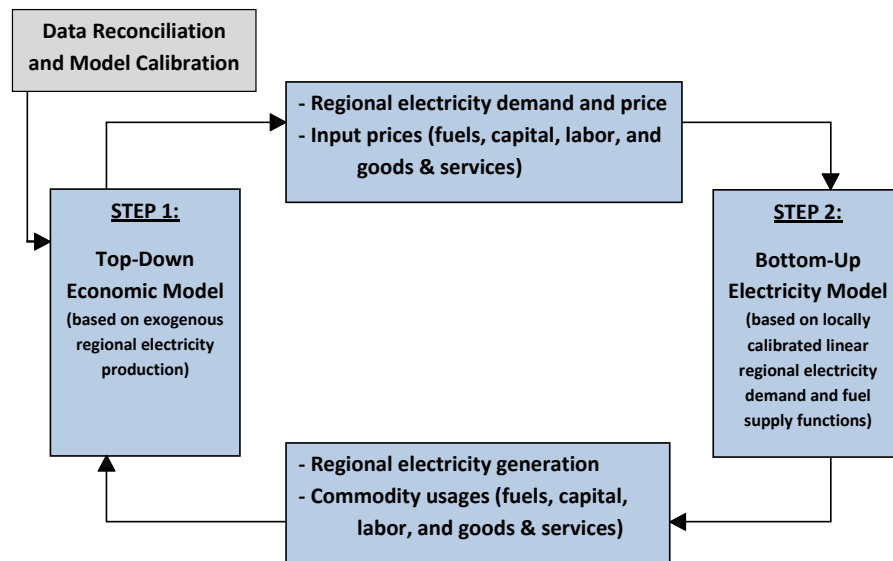 Data Reconciliation
and Model Calibration
- Regional electricity demand and price
- Input prices (fuels, capital, labor, and
goods & services)
STEP 1:
Top-Down
Economic Model
(based on exogenous
regional electricity
production)
STEP 2:
Bottom-Up
Electricity Model
(based on locally
calibrated linear
regional electricity
demand and fuel
supply functions)
- Regional electricity generation
- Commodity usages (fuels, capital,
labor, and goods & services)